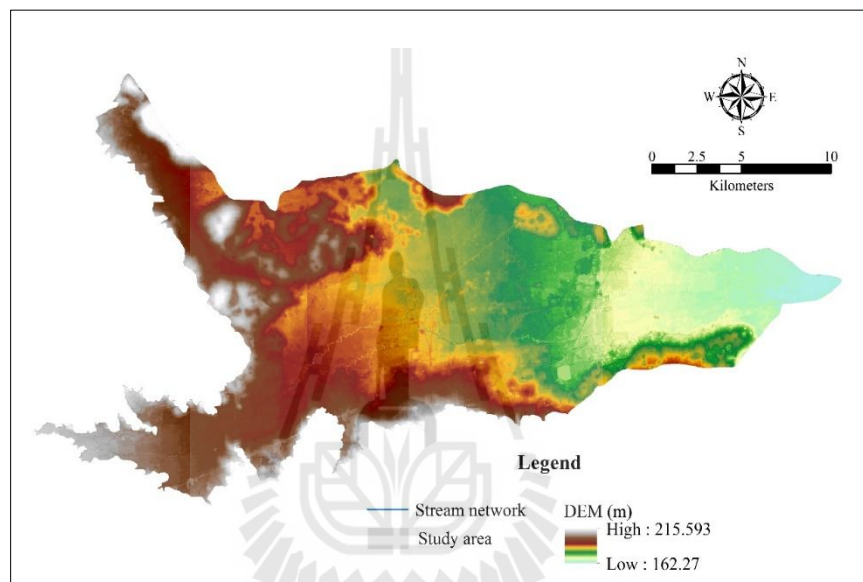 N
W E
S
0 2.5 5 10
Kilometers
Legend
Stream network
Study area
DEM (m)
High : 215.593
Low : 162.27